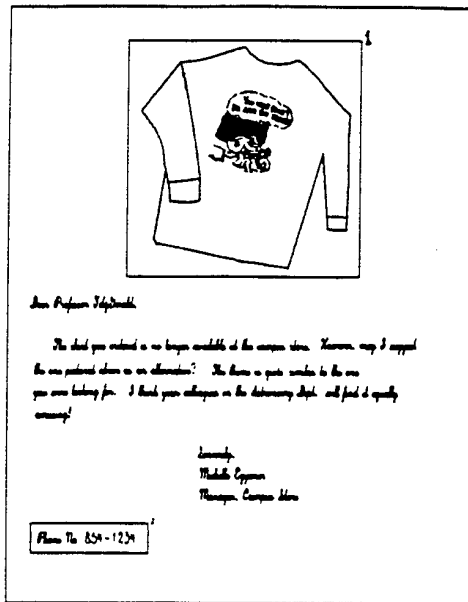 1
Dear Professor
The shirt you ordered is no longer available at the campus store. However, may I suggest
the one pictured above as an alternative? The theme is quite similar to the one
you were looking for. I think your colleagues in the Astronomy Dept. will find it equally
amusing!
Sincerely,
Michelle
Manager, Campus Store
Phone No. 854-1234